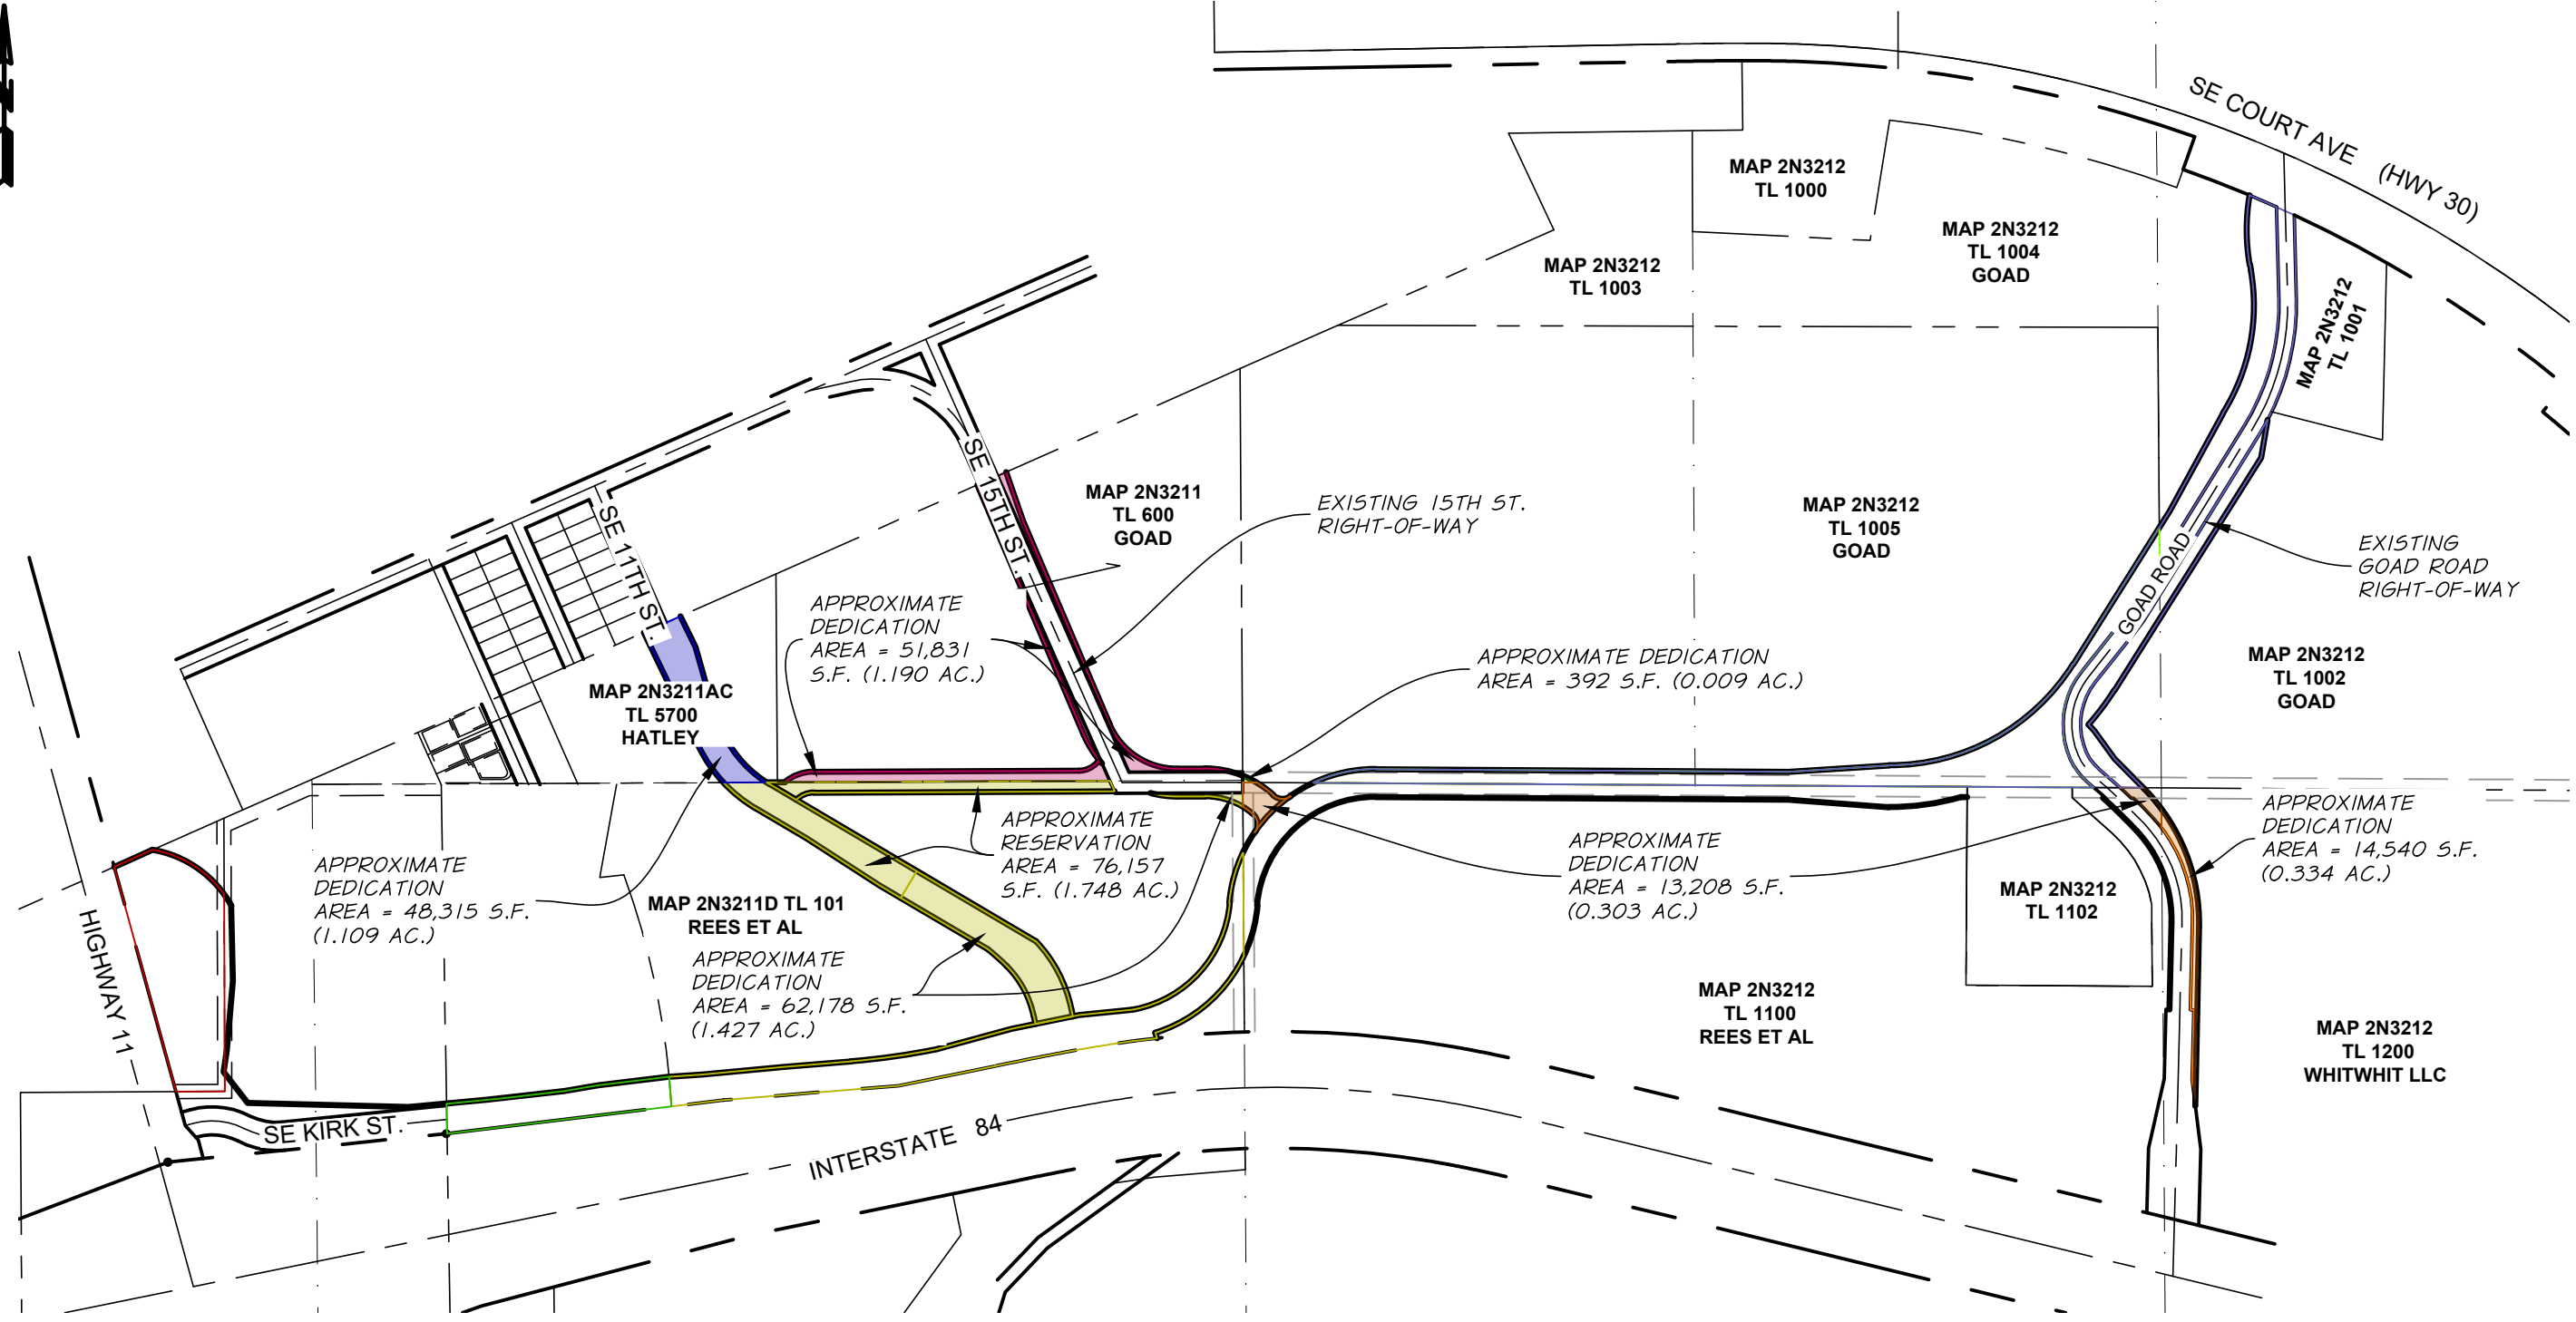 SE COURT AVE (HWY 30)
MAP 2N3212
TL 1000
MAP 2N3212
TL 1004
GOAD
MAP 2N3212
TL 1003
MAP 2N3212
TL 1001
SE 15TH ST.
MAP 2N3211
TL 600
GOAD
EXISTING 15TH ST.
RIGHT-OF-WAY
MAP 2N3212
TL 1005
GOAD
SE 11TH ST.
EXISTING
GOAD ROAD
RIGHT-OF-WAY
GOAD ROAD
APPROXIMATE
DEDICATION
AREA = 51,831
S.F. (1.190 AC.)
APPROXIMATE DEDICATION
AREA = 392 S.F. (0.009 AC.)
MAP 2N3212
TL 1002
GOAD
MAP 2N3211AC
TL 5700
HATLEY
APPROXIMATE
DEDICATION
AREA = 14,540 S.F.
(0.334 AC.)
APPROXIMATE
RESERVATION
AREA = 76,157
S.F. (1.748 AC.)
APPROXIMATE
DEDICATION
AREA = 13,208 S.F.
(0.303 AC.)
APPROXIMATE
DEDICATION
AREA = 48,315 S.F.
(1.109 AC.)
MAP 2N3212
TL 1102
MAP 2N3211D TL 101
REES ET AL
HIGHWAY 11
APPROXIMATE
DEDICATION
AREA = 62,178 S.F.
(1.427 AC.)
MAP 2N3212
TL 1100
REES ET AL
MAP 2N3212
TL 1200
WHITWHIT LLC
SE KIRK ST.
INTERSTATE 84